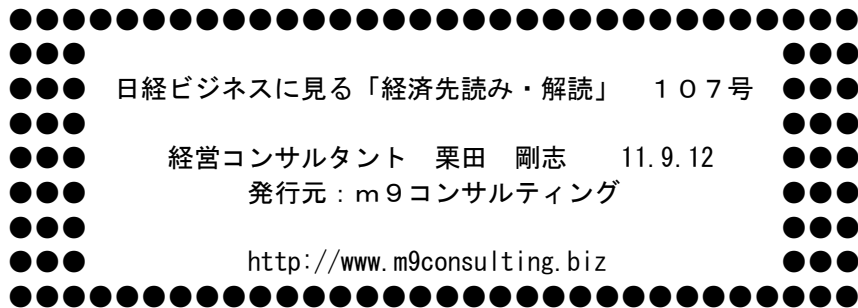 日経ビジネスに見る「経済先読み・解読」　１０７号
経営コンサルタント　栗田　剛志　　11.9.12
発行元：ｍ９コンサルティング
http://www.m9consulting.biz